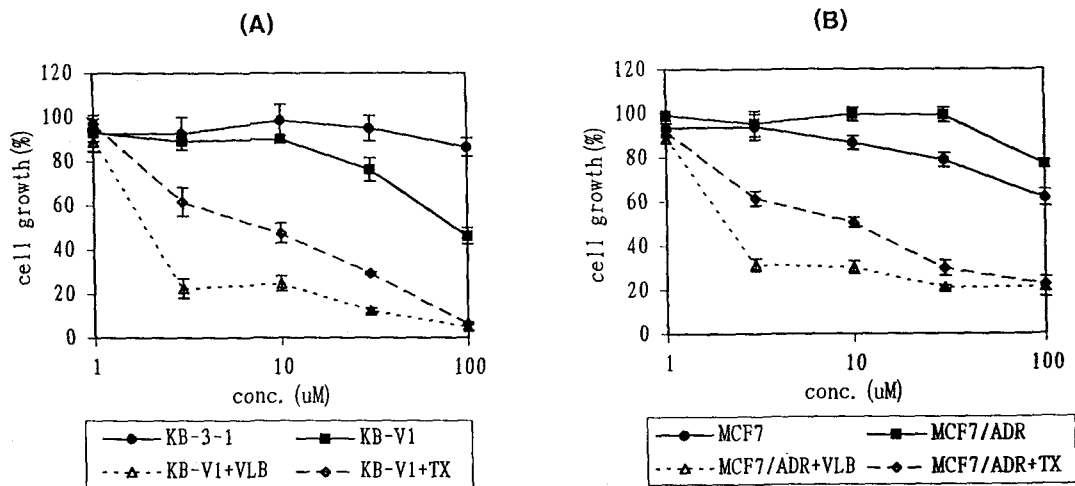 (A)
120
100
80
60
40
20
0
cell growth (%)
1 10 100
conc. (uM)
KB-3-1 KB-V1
KB-V1+VLB KB-V1+TX
(B)
120
100
80
60
40
20
0
cell growth (%)
1 10 100
conc. (uM)
MCF7 MCF7/ADR
MCF7/ADR+VLB MCF7/ADR+TX